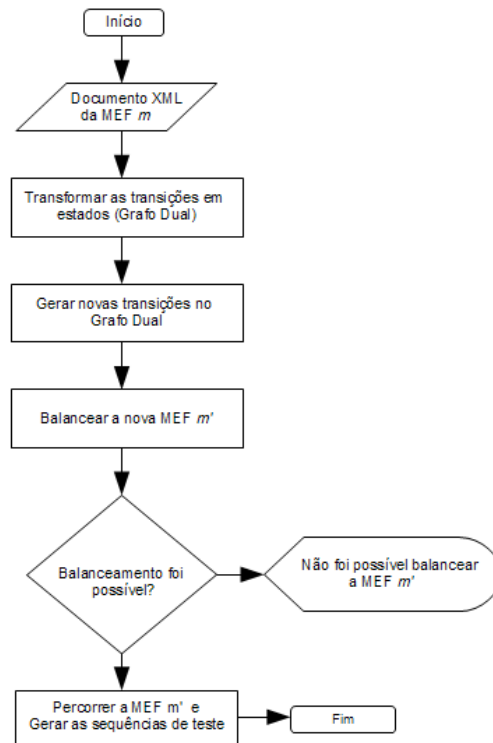 Início
Documento XML
da MEF m
Transformar as transições em
estados (Grafo Dual)
Gerar novas transições no
Grafo Dual
Balancear a nova MEF m'
Balanceamento foi
possível?
Não foi possível balancear
a MEF m'
Percorrer a MEF m' e
Gerar as sequências de teste
Fim